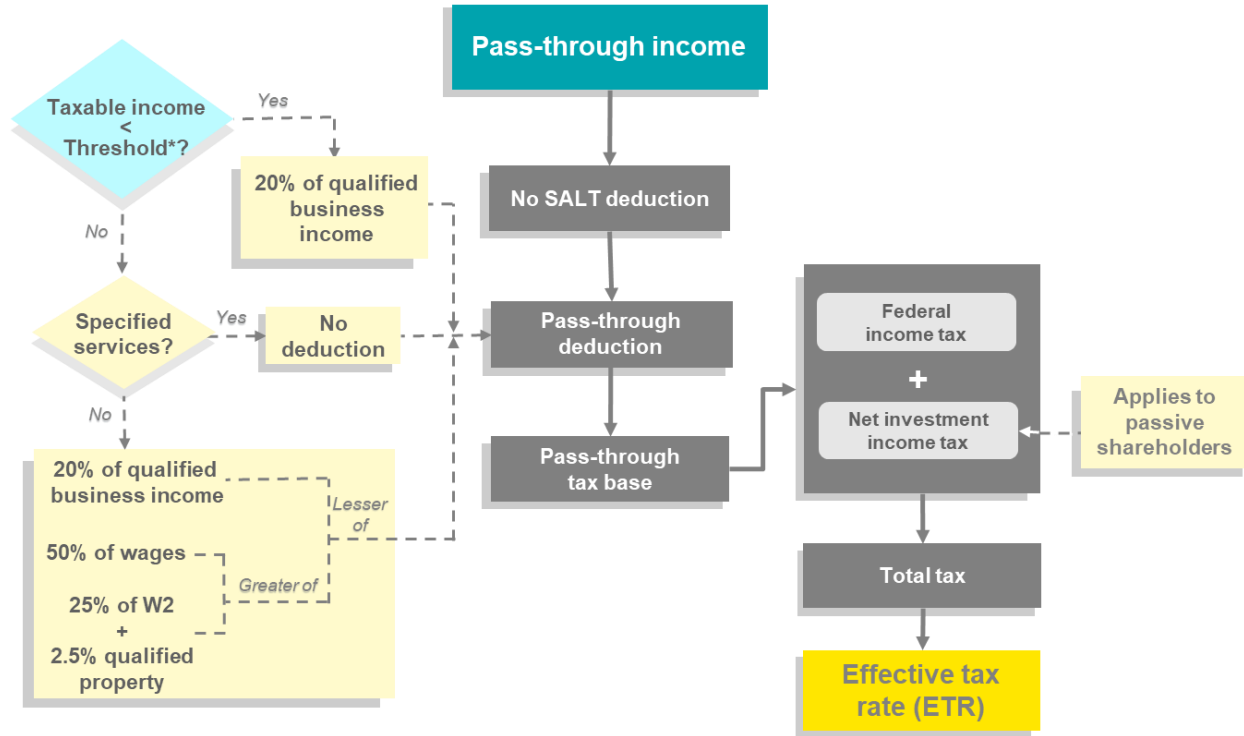 Pass-through income
Taxable income
<
Threshold*?
Yes
20% of qualified
business
income
No SALT deduction
No
Specified
services?
Yes
No
deduction
Pass-through
deduction
Federal
income tax
+
Net investment
income tax
Applies to
passive
shareholders
No
20% of qualified
business income
Lesser
of
50% of wages
Greater of
25% of W2
+
2.5% qualified
property
Pass-through
tax base
Total tax
Effective tax
rate (ETR)